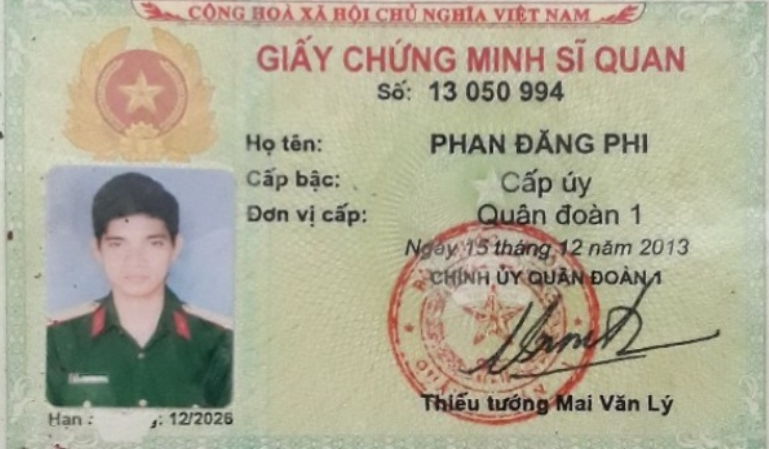 CỘNG HOÀ XÃ HỘI CHỦ NGHĨA VIỆT NAM
GIẤY CHỨNG MINH SĨ QUAN
Số: 13 050 994
Họ tên: PHAN ĐĂNG PHI
Cấp bậc: Cấp úy
Đơn vị cấp: Quân đoàn 1
Ngày 15 tháng 12 năm 2013
CHÍNH ỦY QUÂN ĐOÀN 1
Thiếu tướng Mai Văn Lý
Hạn : : 12/2026